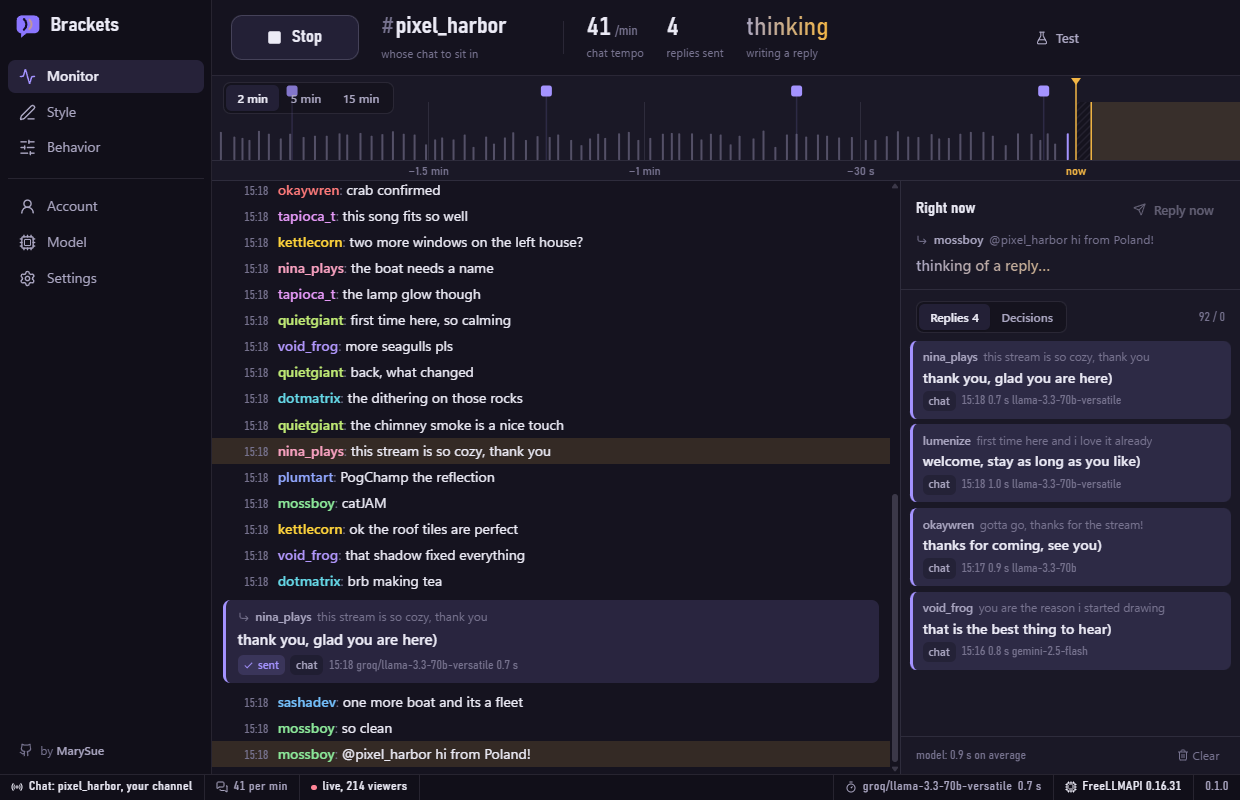 Brackets
Monitor
Style
Behavior
Account
Model
Settings
by MarySue
Stop
#pixel_harbor
whose chat to sit in
41 /min
chat tempo
4
replies sent
thinking
writing a reply
Test
2 min
5 min
15 min
−1.5 min
−1 min
−30 s
now
15:18 okaywren: crab confirmed
15:18 tapioca_t: this song fits so well
15:18 kettlecorn: two more windows on the left house?
15:18 nina_plays: the boat needs a name
15:18 tapioca_t: the lamp glow though
15:18 quietgiant: first time here, so calming
15:18 void_frog: more seagulls pls
15:18 quietgiant: back, what changed
15:18 dotmatrix: the dithering on those rocks
15:18 quietgiant: the chimney smoke is a nice touch
15:18 nina_plays: this stream is so cozy, thank you
15:18 plumtart: PogChamp the reflection
15:18 mossboy: catJAM
15:18 kettlecorn: ok the roof tiles are perfect
15:18 void_frog: that shadow fixed everything
15:18 dotmatrix: brb making tea
nina_plays this stream is so cozy, thank you
thank you, glad you are here)
sent chat 15:18 groq/llama-3.3-70b-versatile 0.7 s
15:18 sashadev: one more boat and its a fleet
15:18 mossboy: so clean
15:18 mossboy: @pixel_harbor hi from Poland!
Right now
Reply now
mossboy @pixel_harbor hi from Poland!
thinking of a reply...
Replies 4
Decisions
92 / 0
nina_plays this stream is so cozy, thank you
thank you, glad you are here)
chat 15:18 0.7 s llama-3.3-70b-versatile
lumenize first time here and i love it already
welcome, stay as long as you like)
chat 15:18 1.0 s llama-3.3-70b-versatile
okaywren gotta go, thanks for the stream!
thanks for coming, see you)
chat 15:17 0.9 s llama-3.3-70b
void_frog you are the reason i started drawing
that is the best thing to hear)
chat 15:16 0.8 s gemini-2.5-flash
model: 0.9 s on average
Clear
Chat: pixel_harbor, your channel
41 per min
live, 214 viewers
groq/llama-3.3-70b-versatile 0.7 s
FreeLLMAPI 0.16.31
0.1.0